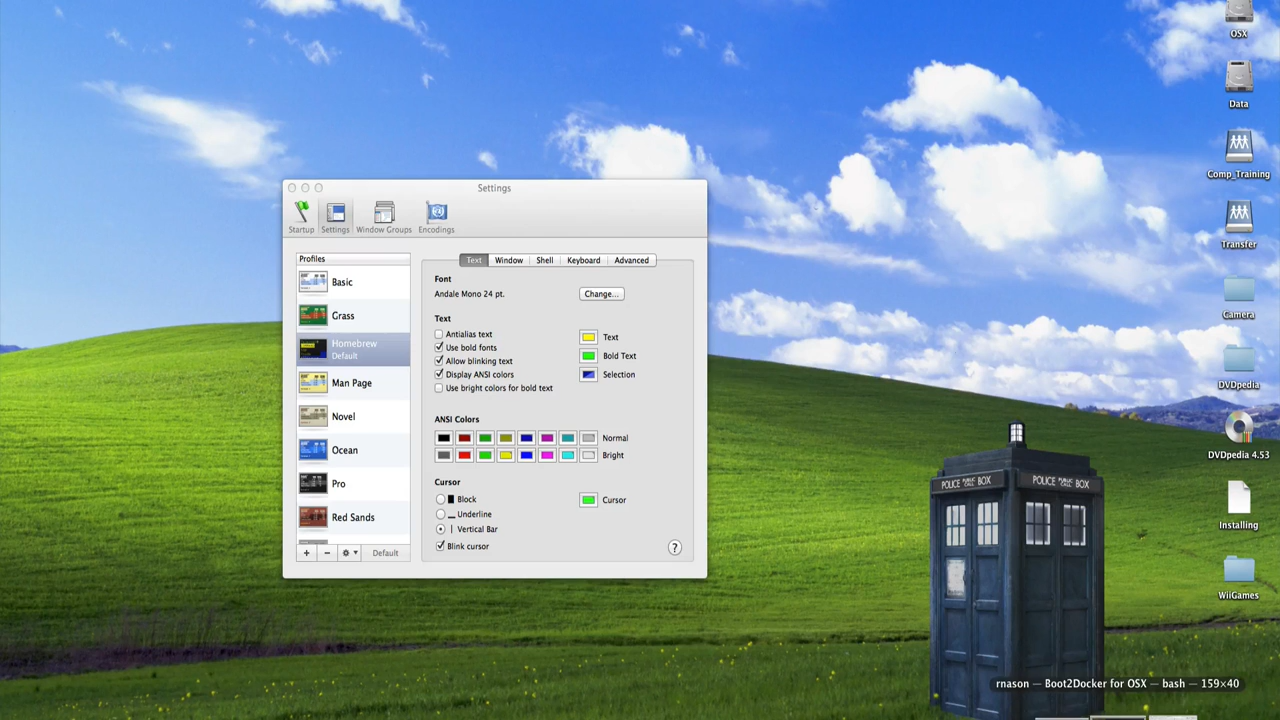 Settings
Startup
Settings
Window Groups
Encodings
Profiles
Basic
Grass
Homebrew
Default
Man Page
Novel
Ocean
Pro
Red Sands
+
−
Default
Text
Window
Shell
Keyboard
Advanced
Font
Andale Mono 24 pt.
Change...
Text
Antialias text
Use bold fonts
Allow blinking text
Display ANSI colors
Use bright colors for bold text
Text
Bold Text
Selection
ANSI Colors
Normal
Bright
Cursor
Block
Underline
Vertical Bar
Blink cursor
Cursor
?
OSX
Data
Comp_Training
Transfer
Camera
DVDpedia
DVDpedia 4.53
Installing
WiiGames
POLICE PUBLIC CALL BOX
POLICE PUBLIC CALL BOX
rnason — Boot2Docker for OSX — bash — 159×40